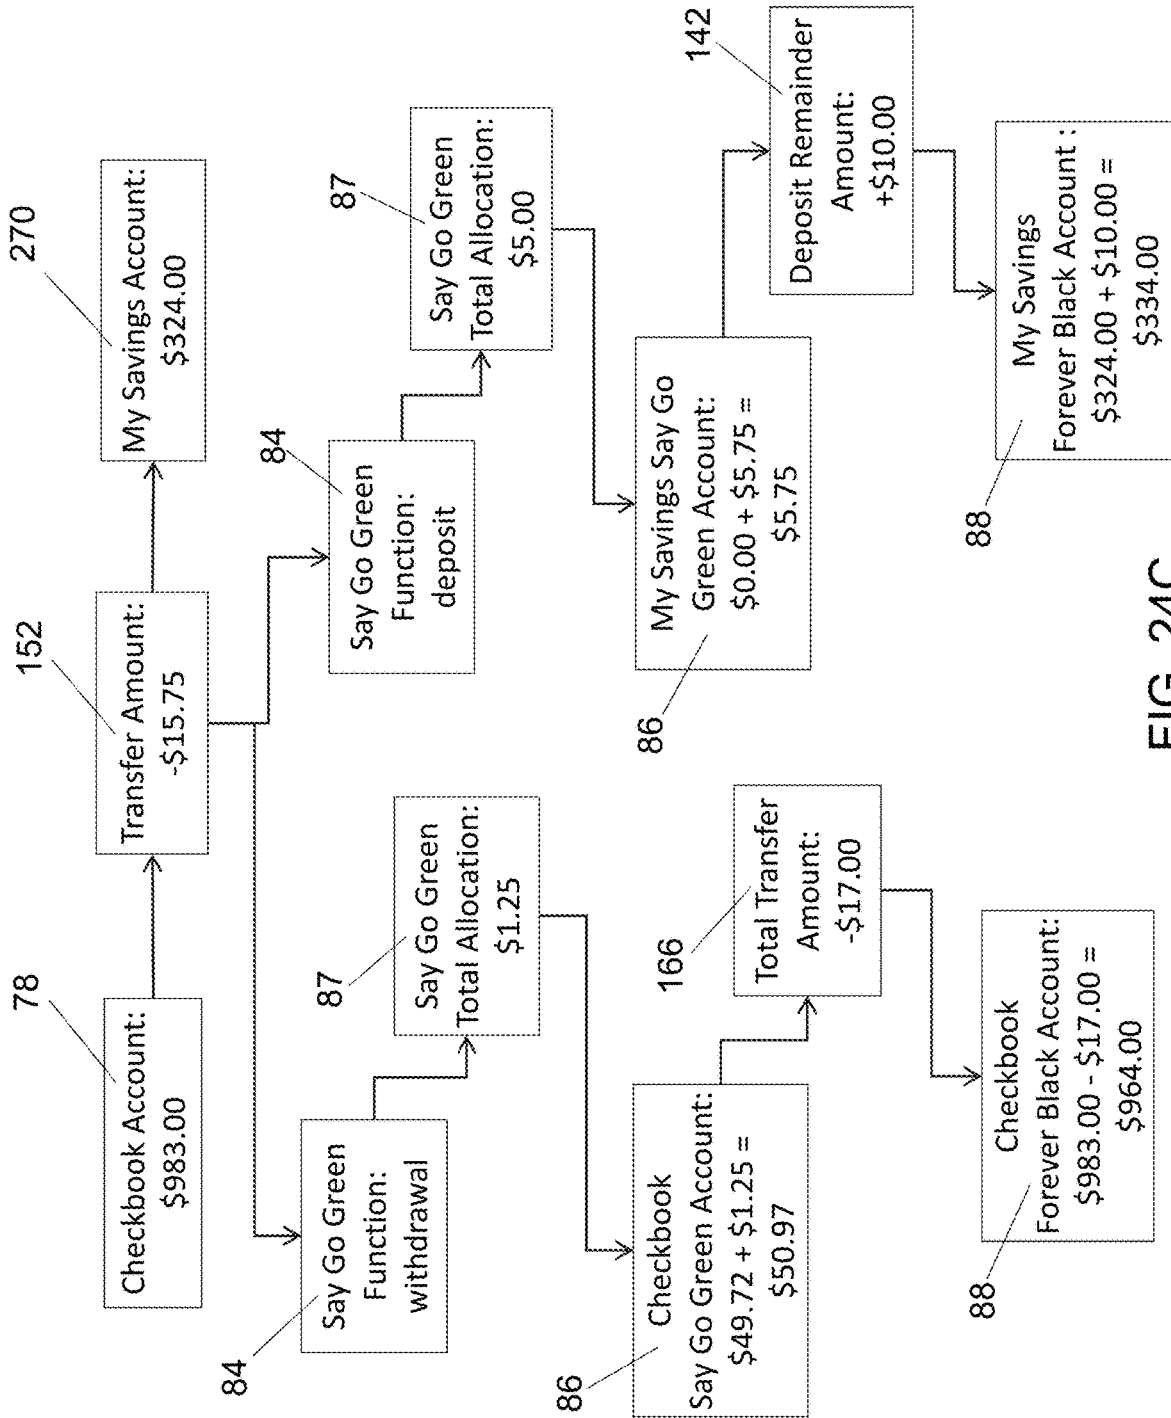 78
Checkbook Account:
$983.00
152
Transfer Amount:
-$15.75
270
My Savings Account:
$324.00
84
Say Go Green
Function:
withdrawal
87
Say Go Green
Total Allocation:
$1.25
84
Say Go Green
Function:
deposit
87
Say Go Green
Total Allocation:
$5.00
86
Checkbook
Say Go Green Account:
$49.72 + $1.25 =
$50.97
166
Total Transfer
Amount:
-$17.00
86
My Savings Say Go
Green Account:
$0.00 + $5.75 =
$5.75
142
Deposit Remainder
Amount:
+$10.00
88
Checkbook
Forever Black Account:
$983.00 - $17.00 =
$964.00
88
My Savings
Forever Black Account :
$324.00 + $10.00 =
$334.00
FIG. 24C